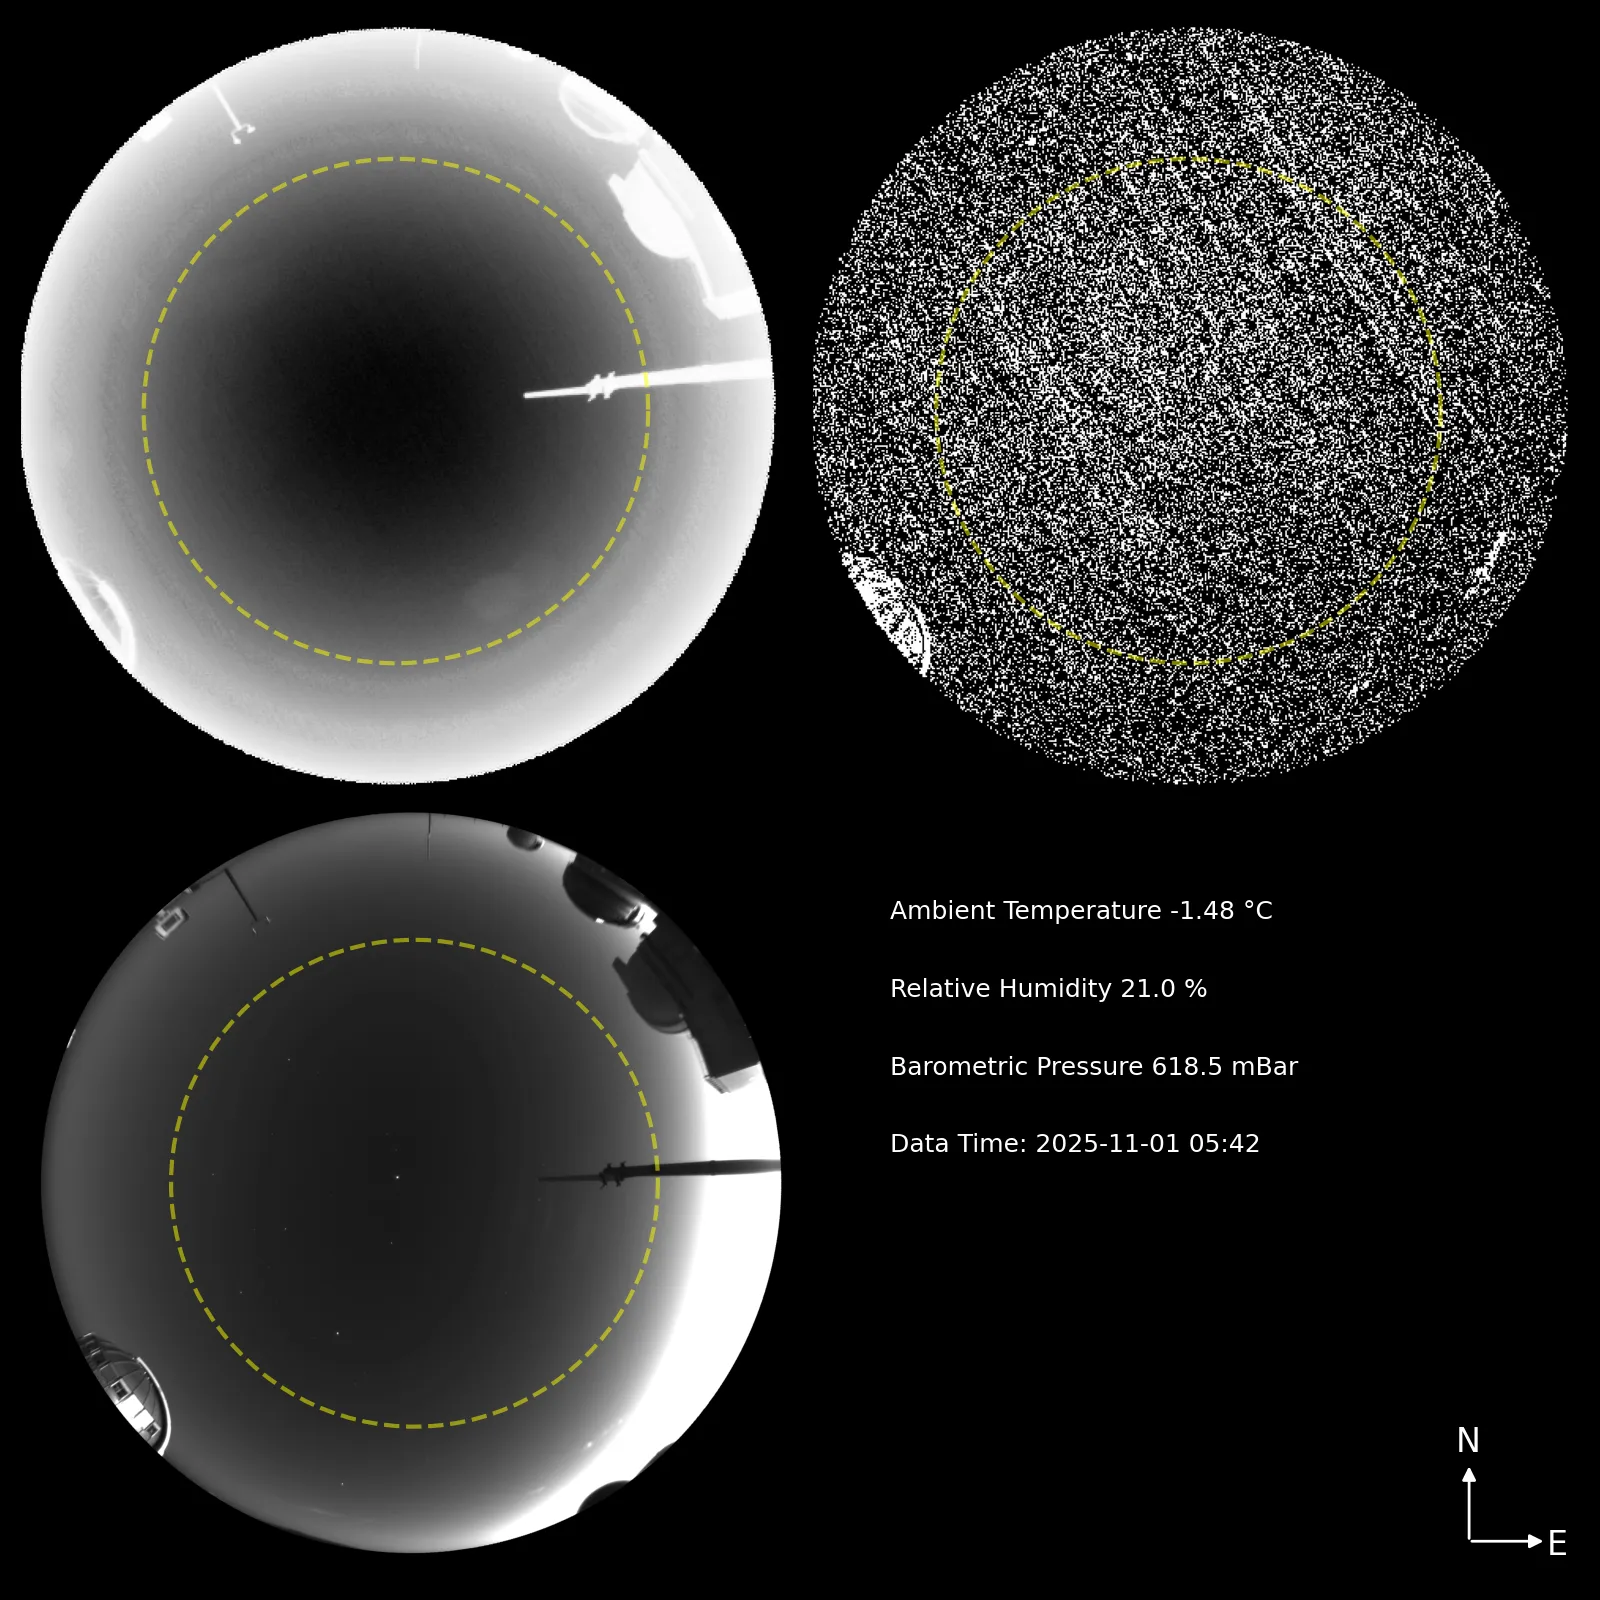 Ambient Temperature -1.48 °C
Relative Humidity 21.0 %
Barometric Pressure 618.5 mBar
Data Time: 2025-11-01 05:42
N
E